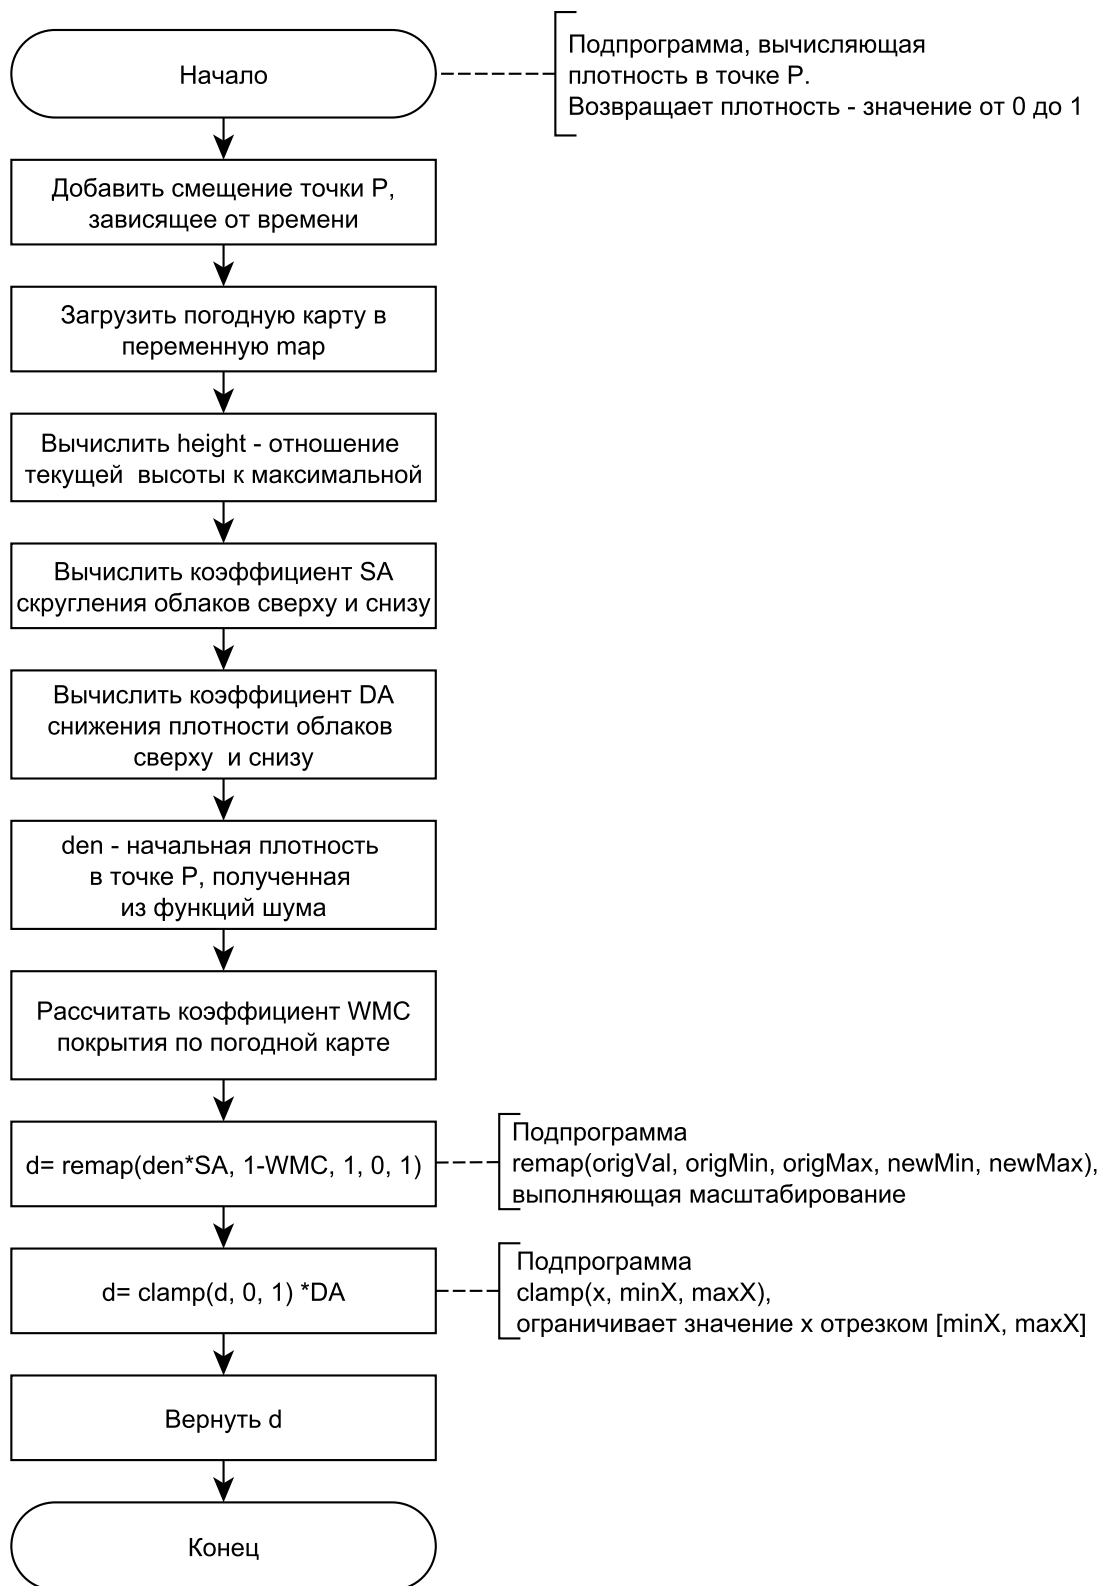 Начало
Подпрограмма, вычисляющая
плотность в точке P.
Возвращает плотность - значение от 0 до 1
Добавить смещение точки P,
зависящее от времени
Загрузить погодную карту в
переменную map
Вычислить height - отношение
текущей  высоты к максимальной
Вычислить коэффициент SA
скругления облаков сверху и снизу
Вычислить коэффициент DA
снижения плотности облаков
сверху  и снизу
den - начальная плотность
в точке P, полученная
из функций шума
Рассчитать коэффициент WMC
покрытия по погодной карте
d= remap(den*SA, 1-WMC, 1, 0, 1)
Подпрограмма
remap(origVal, origMin, origMax, newMin, newMax),
выполняющая масштабирование
d= clamp(d, 0, 1) *DA
Подпрограмма
clamp(x, minX, maxX),
ограничивает значение x отрезком [minX, maxX]
Вернуть d
Конец